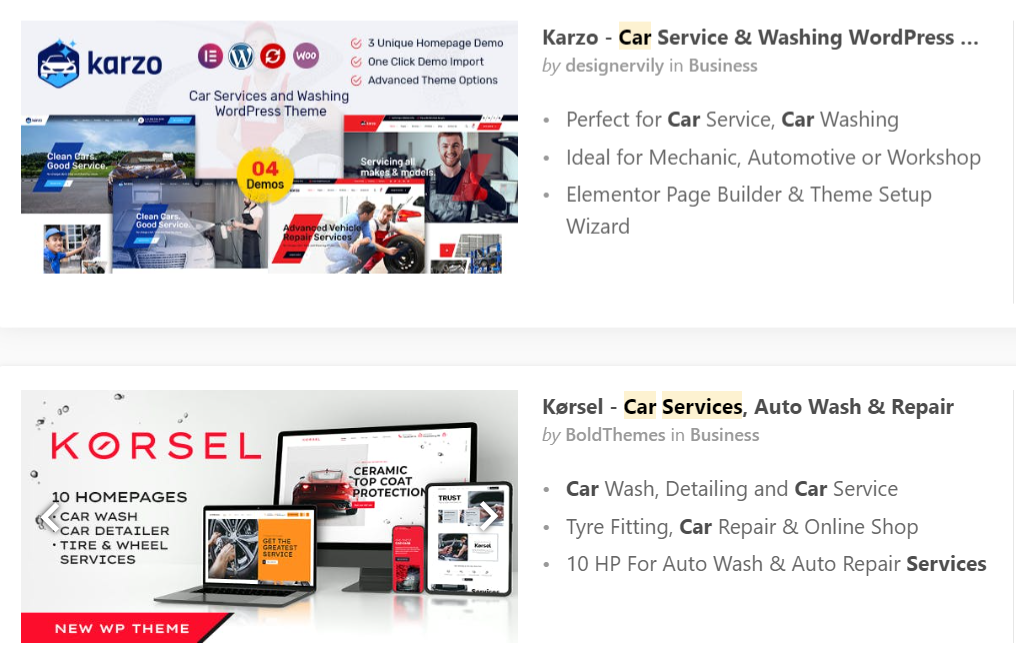 karzo
WOO
3 Unique Homepage Demo
One Click Demo Import
Advanced Theme Options
Car Services and Washing
WordPress Theme
Clean Cars.
Good Service.
04
Demos
Servicing all
makes & models.
Clean Cars.
Good Service.
Advanced Vehicle
Repair Services
Karzo - Car Service & Washing WordPress ...
by designervily in Business
• Perfect for Car Service, Car Washing
• Ideal for Mechanic, Automotive or Workshop
• Elementor Page Builder & Theme Setup
Wizard
KØRSEL
10 HOMEPAGES
· CAR WASH
· CAR DETAILER
· TIRE & WHEEL
SERVICES
CERAMIC
TOP COAT
PROTECTION
GET THE
GREATEST
SERVICE
TRUST
Kørsel
Services
NEW WP THEME
Kørsel - Car Services, Auto Wash & Repair
by BoldThemes in Business
• Car Wash, Detailing and Car Service
• Tyre Fitting, Car Repair & Online Shop
• 10 HP For Auto Wash & Auto Repair Services